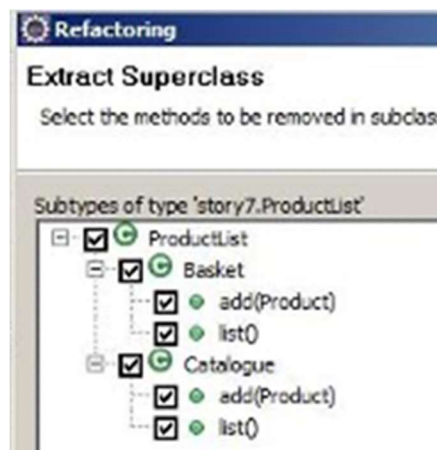 Refactoring
Extract Superclass
Select the methods to be removed in subclas
Subtypes of type 'story7.ProductList'
ProductList
Basket
add(Product)
list()
Catalogue
add(Product)
list()